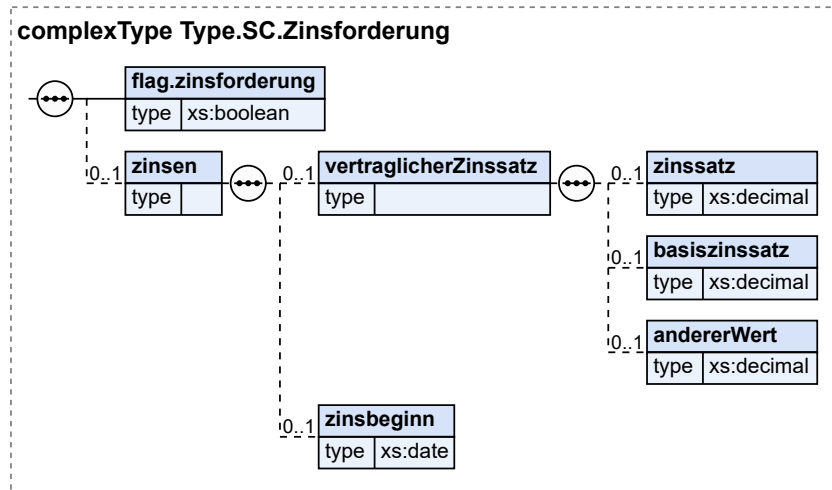 complexType Type.SC.Zinsforderung
flag.zinsforderung
type xs:boolean
0..1 zinsen
type
0..1 vertraglicherZinssatz
type
0..1 zinssatz
type xs:decimal
0..1 basiszinssatz
type xs:decimal
0..1 andererWert
type xs:decimal
0..1 zinsbeginn
type xs:date